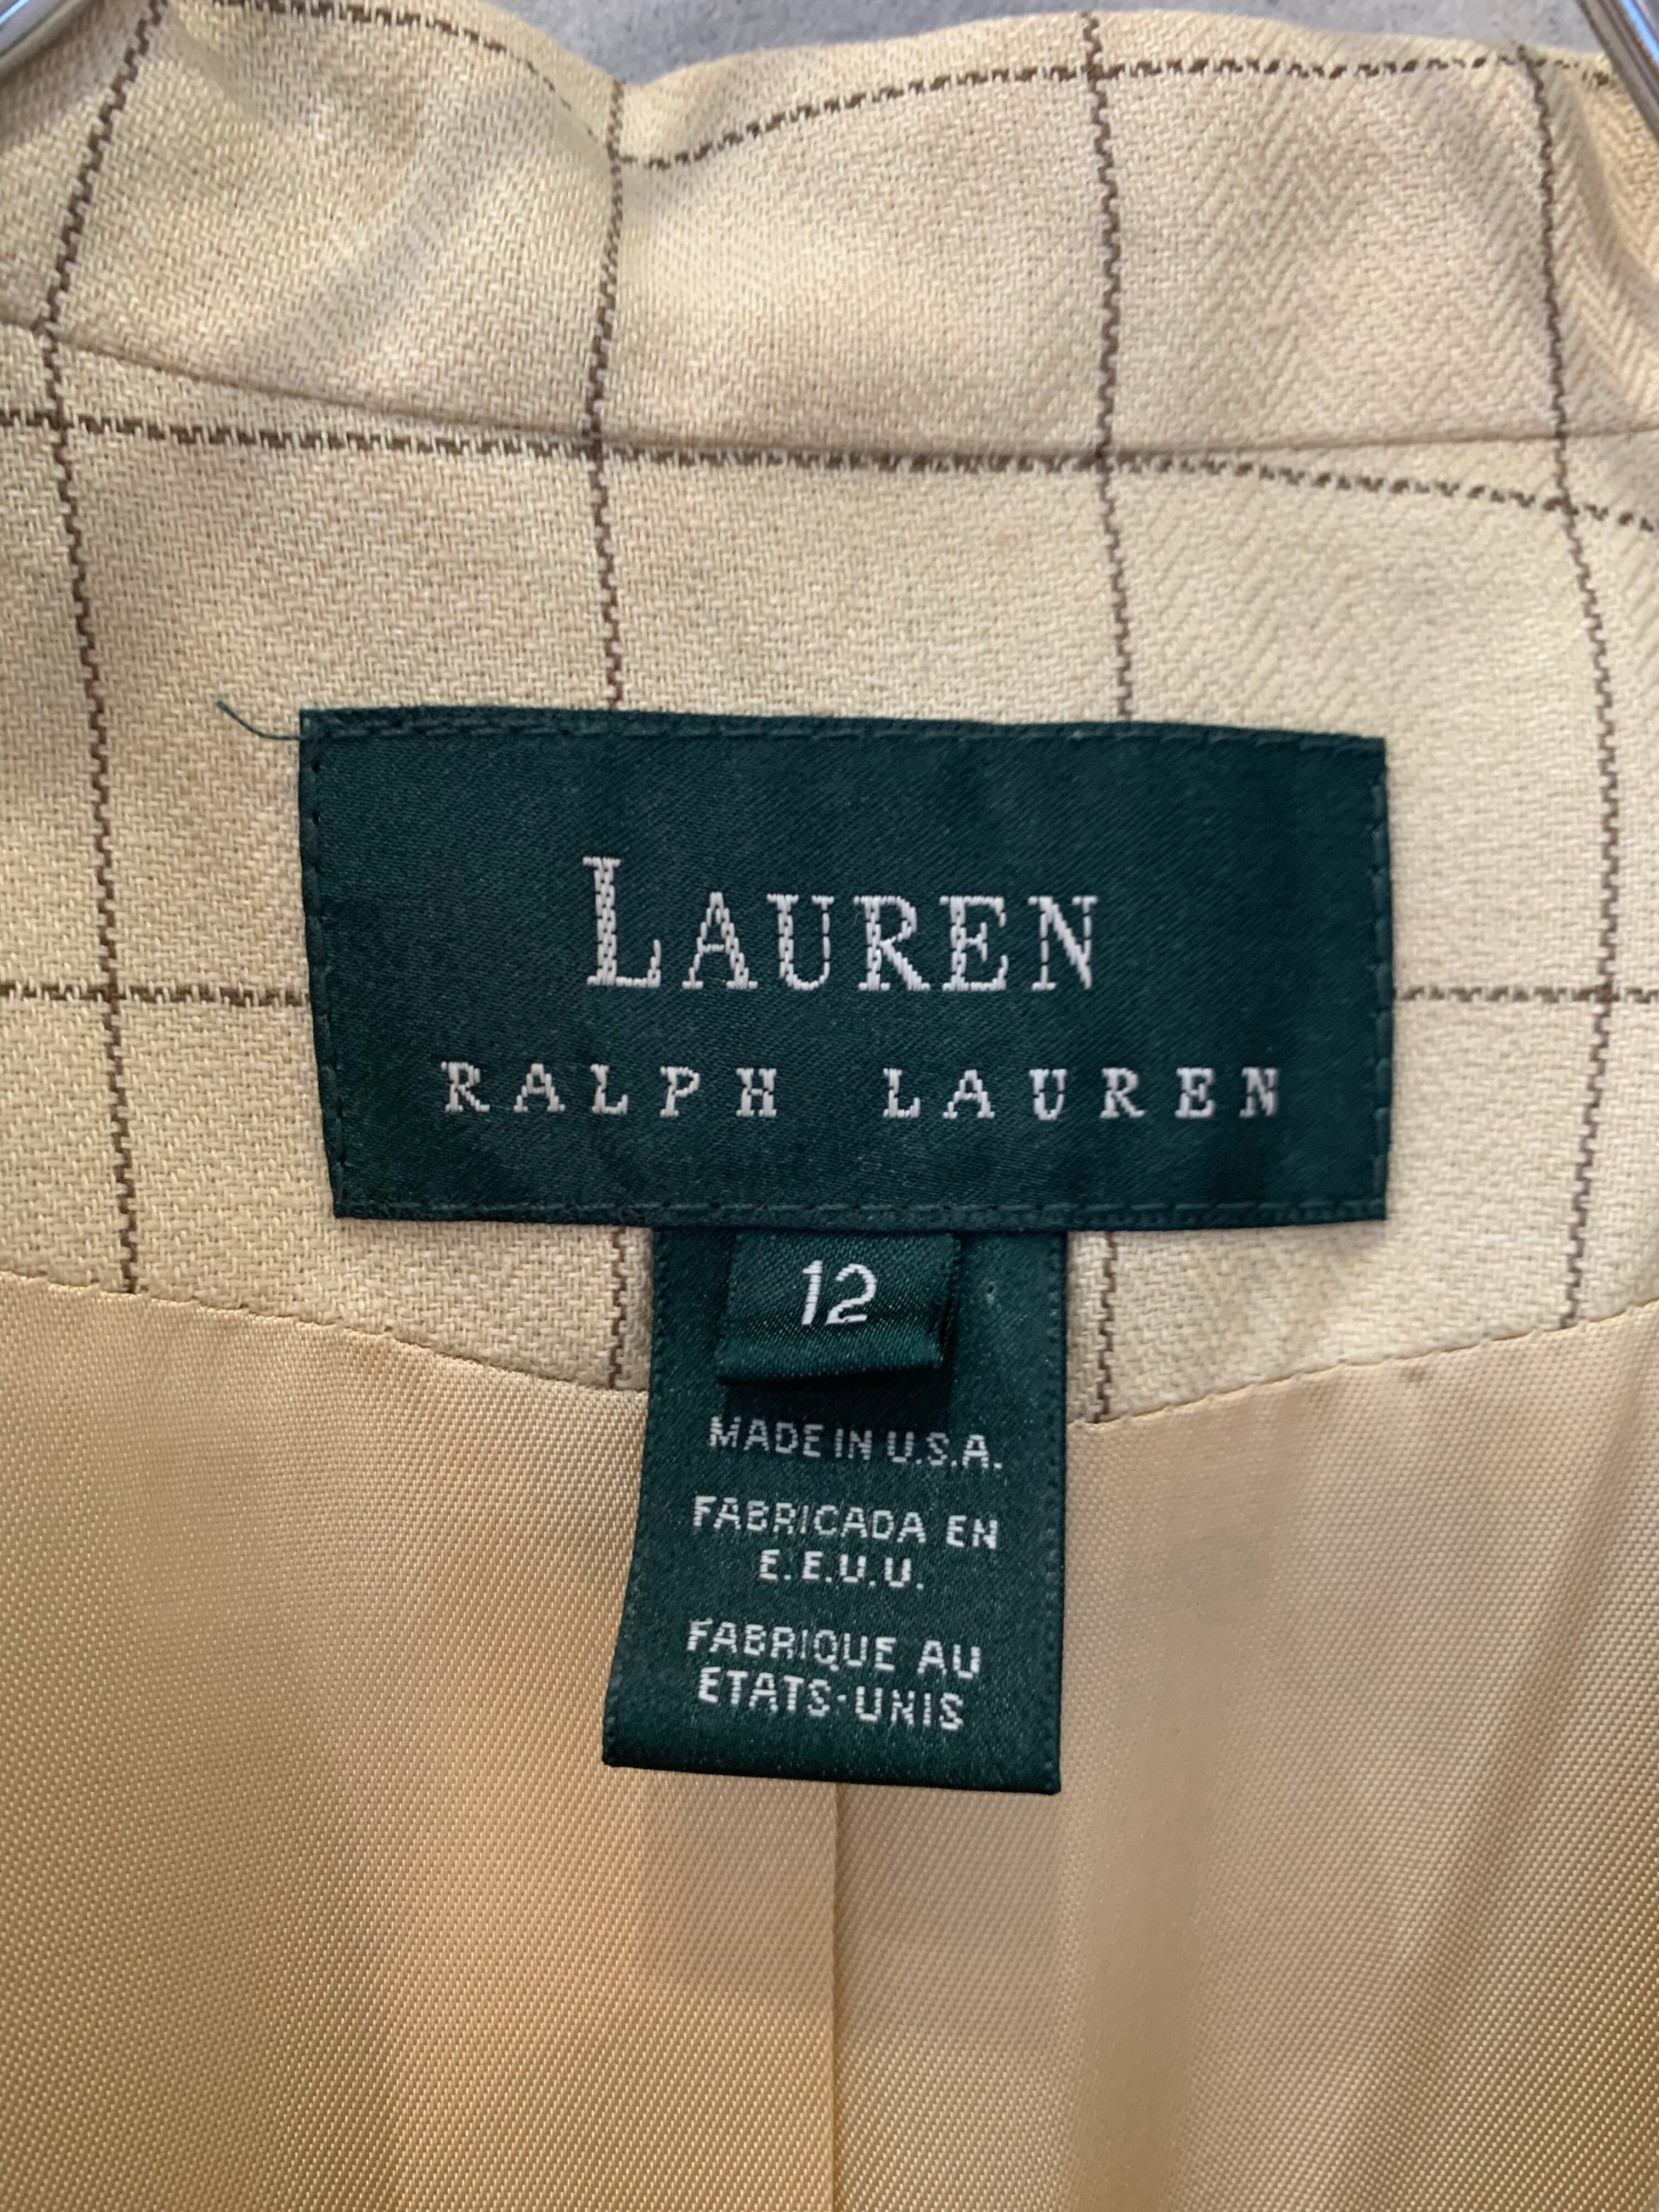 LAUREN
RALPH LAUREN
12
MADE IN U.S.A.
FABRICADA EN
E.E.U.U.
FABRIQUE AU
ETATS-UNIS